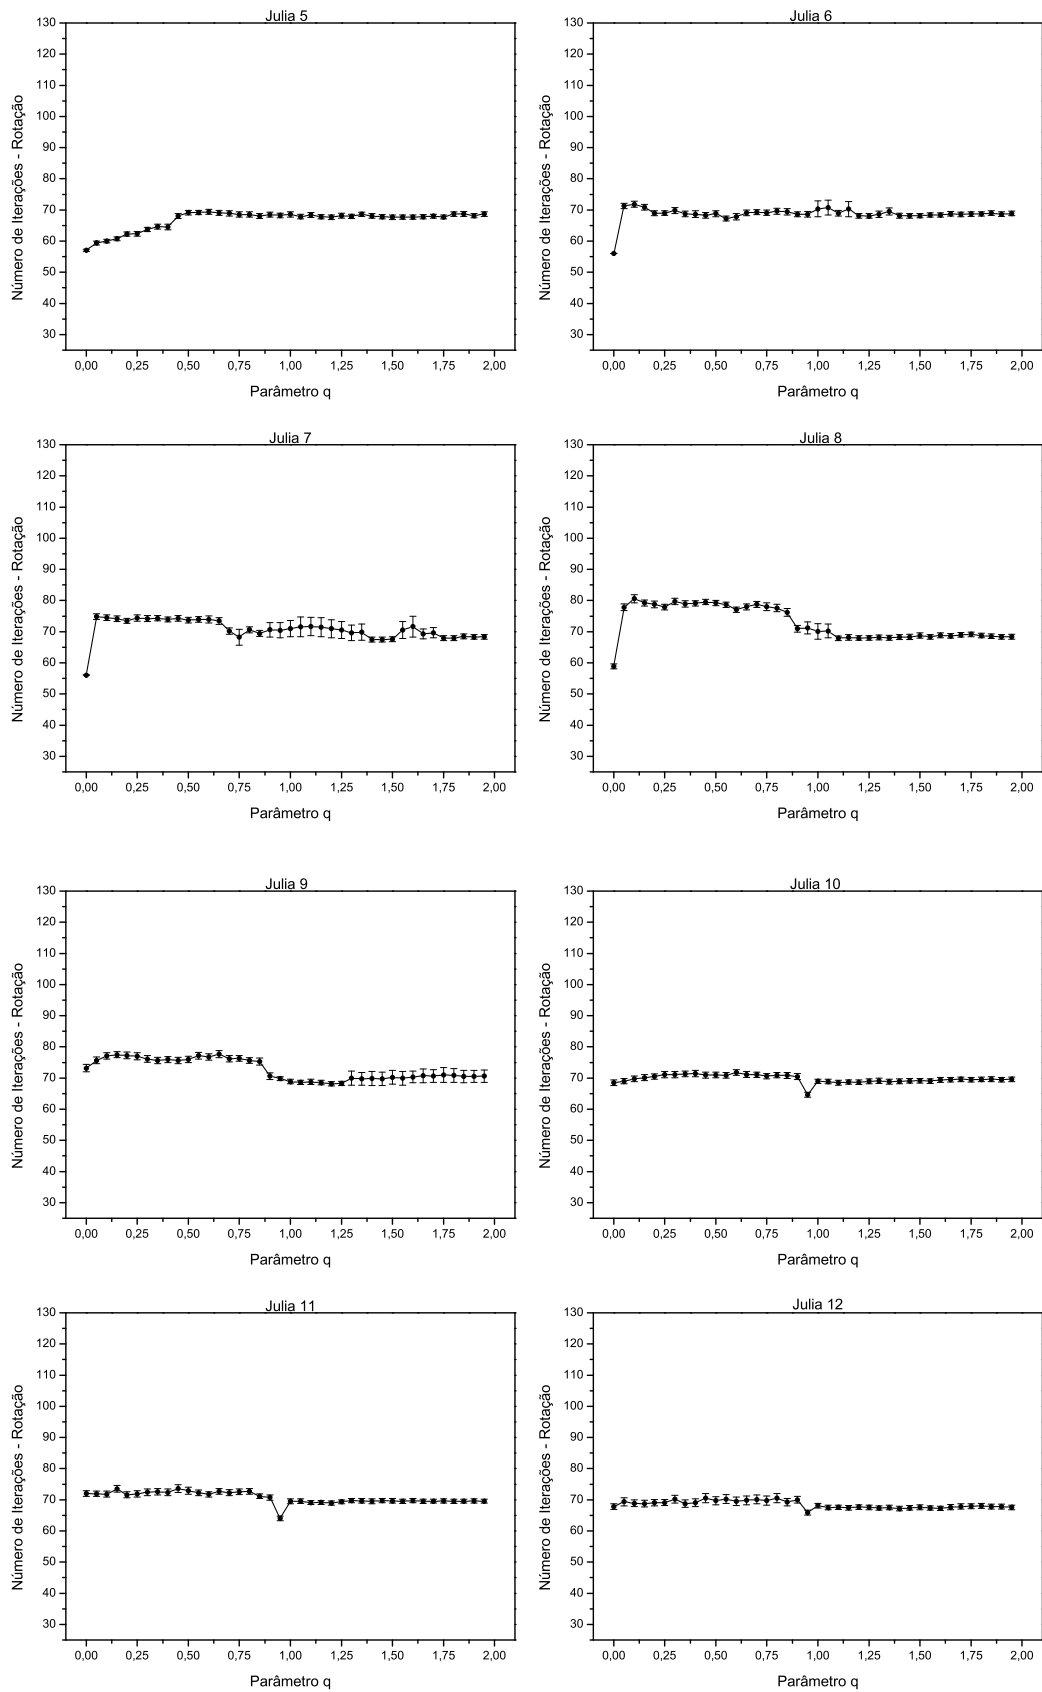 Julia 5
130
120
110
100
90
80
70
60
50
40
30
Número de Iterações - Rotação
0,00 0,25 0,50 0,75 1,00 1,25 1,50 1,75 2,00
Parâmetro q
Julia 6
130
120
110
100
90
80
70
60
50
40
30
Número de Iterações - Rotação
0,00 0,25 0,50 0,75 1,00 1,25 1,50 1,75 2,00
Parâmetro q
Julia 7
130
120
110
100
90
80
70
60
50
40
30
Número de Iterações - Rotação
0,00 0,25 0,50 0,75 1,00 1,25 1,50 1,75 2,00
Parâmetro q
Julia 8
130
120
110
100
90
80
70
60
50
40
30
Número de Iterações - Rotação
0,00 0,25 0,50 0,75 1,00 1,25 1,50 1,75 2,00
Parâmetro q
Julia 9
130
120
110
100
90
80
70
60
50
40
30
Número de Iterações - Rotação
0,00 0,25 0,50 0,75 1,00 1,25 1,50 1,75 2,00
Parâmetro q
Julia 10
130
120
110
100
90
80
70
60
50
40
30
Número de Iterações - Rotação
0,00 0,25 0,50 0,75 1,00 1,25 1,50 1,75 2,00
Parâmetro q
Julia 11
130
120
110
100
90
80
70
60
50
40
30
Número de Iterações - Rotação
0,00 0,25 0,50 0,75 1,00 1,25 1,50 1,75 2,00
Parâmetro q
Julia 12
130
120
110
100
90
80
70
60
50
40
30
Número de Iterações - Rotação
0,00 0,25 0,50 0,75 1,00 1,25 1,50 1,75 2,00
Parâmetro q